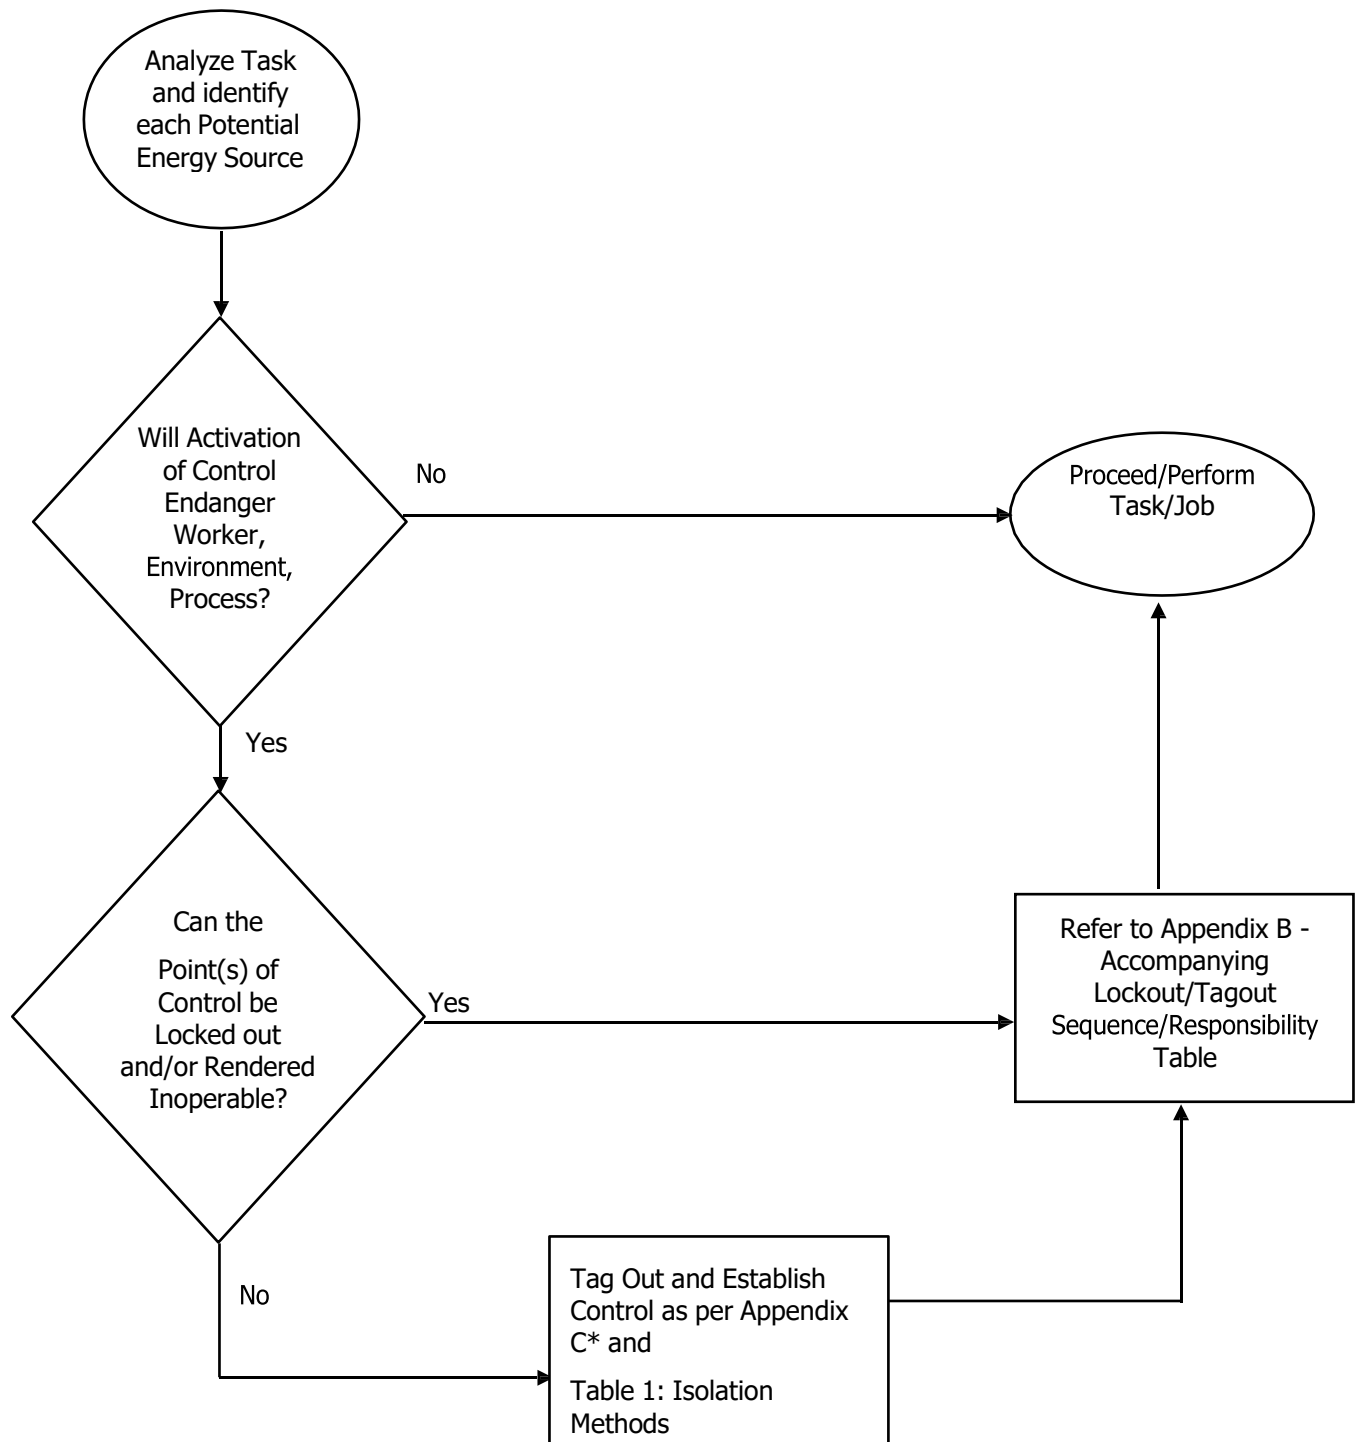 Analyze Task
and identify
each Potential
Energy Source
Will Activation
of Control
Endanger
Worker,
Environment,
Process?
No
Proceed/Perform
Task/Job
Yes
Can the
Point(s) of
Control be
Locked out
and/or Rendered
Inoperable?
Yes
Refer to Appendix B -
Accompanying
Lockout/Tagout
Sequence/Responsibility
Table
No
Tag Out and Establish
Control as per Appendix
C* and
Table 1: Isolation
Methods